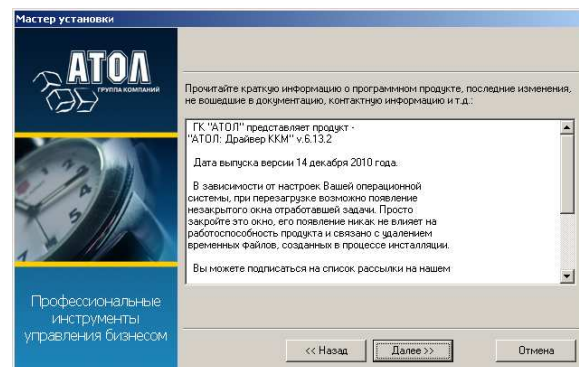 Мастер установки
АТОЛ
ГРУППА КОМПАНИЙ
Профессиональные
инструменты
управления бизнесом
Прочитайте краткую информацию о программном продукте, последние изменения,
не вошедшие в документацию, контактную информацию и т.д.:
ГК "АТОЛ" представляет продукт -
"АТОЛ: Драйвер ККМ" v.6.13.2
Дата выпуска версии 14 декабря 2010 года.
В зависимости от настроек Вашей операционной
системы, при перезагрузке возможно появление
незакрытого окна отработавшей задачи. Просто
закройте это окно, его появление никак не влияет на
работоспособность продукта и связано с удалением
временных файлов, созданных в процессе инсталляции.
Вы можете подписаться на список рассылки на нашем
<< Назад
Далее >>
Отмена